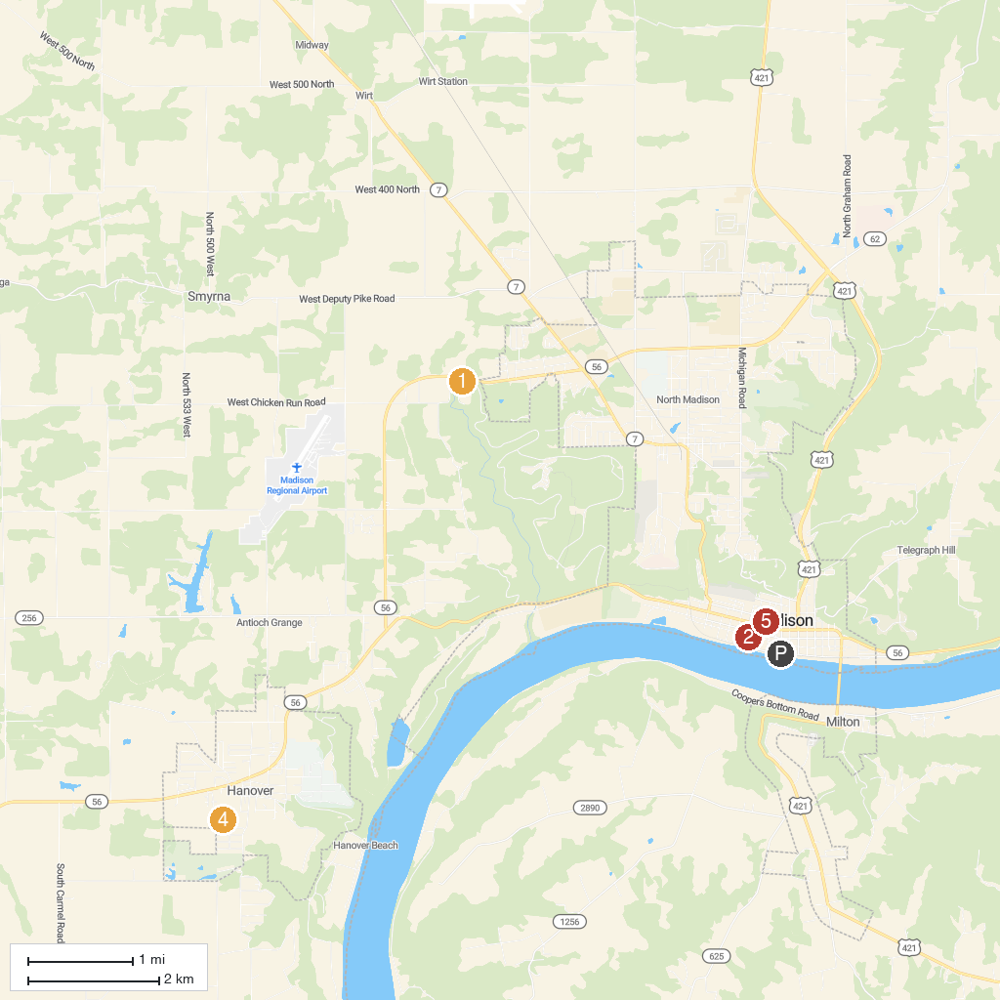 West 500 North
Midway
West 500 North
Wirt Station
421
Wirt
West 400 North
7
North Graham Road
North 500 West
62
ga
Smyrna
West Deputy Pike Road
7
421
56
1
Michigan Road
North 533 West
West Chicken Run Road
North Madison
7
421
Madison
Regional Airport
Telegraph Hill
421
56
256
Antioch Grange
5
dison
2
P
56
56
Coopers Bottom Road
Milton
Hanover
56
421
2890
4
Hanover Beach
South Carmel Road
1256
421
625
1 mi
2 km